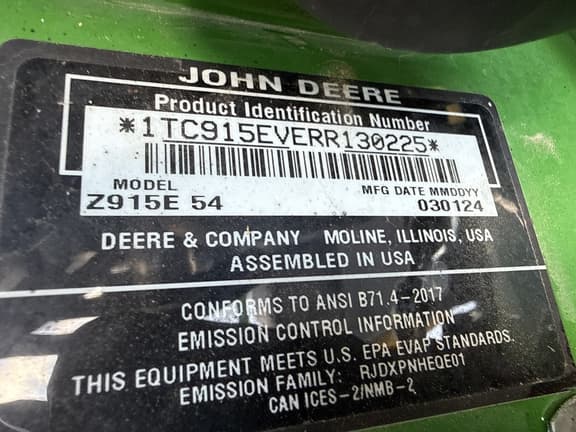 JOHN DEERE
Product Identification Number
*1TC915EVERR130225*
MODEL MFG DATE MMDDYY
Z915E 54 030124
DEERE & COMPANY MOLINE, ILLINOIS, USA
ASSEMBLED IN USA
CONFORMS TO ANSI B71.4-2017
EMISSION CONTROL INFORMATION
THIS EQUIPMENT MEETS U.S. EPA EVAP STANDARDS.
EMISSION FAMILY: RJDXPNHEQE01
CAN ICES-2/NMB-2